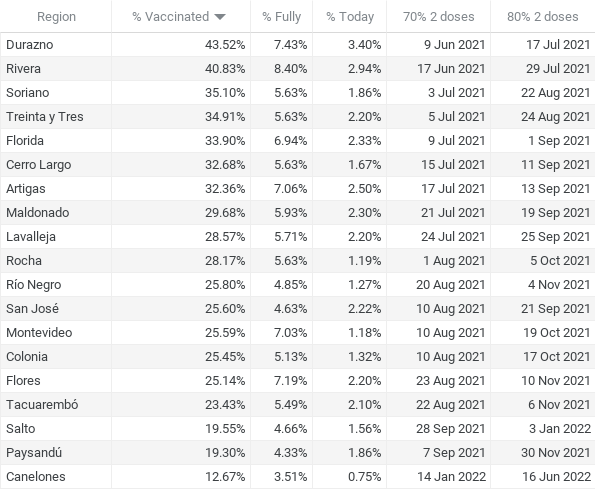 Region % Vaccinated % Fully % Today 70% 2 doses 80% 2 doses
Durazno 43.52% 7.43% 3.40% 9 Jun 2021 17 Jul 2021
Rivera 40.83% 8.40% 2.94% 17 Jun 2021 29 Jul 2021
Soriano 35.10% 5.63% 1.86% 3 Jul 2021 22 Aug 2021
Treinta y Tres 34.91% 5.63% 2.20% 5 Jul 2021 24 Aug 2021
Florida 33.90% 6.94% 2.33% 9 Jul 2021 1 Sep 2021
Cerro Largo 32.68% 5.63% 1.67% 15 Jul 2021 11 Sep 2021
Artigas 32.36% 7.06% 2.50% 17 Jul 2021 13 Sep 2021
Maldonado 29.68% 5.93% 2.30% 21 Jul 2021 19 Sep 2021
Lavalleja 28.57% 5.71% 2.20% 24 Jul 2021 25 Sep 2021
Rocha 28.17% 5.63% 1.19% 1 Aug 2021 5 Oct 2021
Río Negro 25.80% 4.85% 1.27% 20 Aug 2021 4 Nov 2021
San José 25.60% 4.63% 2.22% 10 Aug 2021 21 Sep 2021
Montevideo 25.59% 7.03% 1.18% 10 Aug 2021 19 Oct 2021
Colonia 25.45% 5.13% 1.32% 10 Aug 2021 17 Oct 2021
Flores 25.14% 7.19% 2.20% 23 Aug 2021 10 Nov 2021
Tacuarembó 23.43% 5.49% 2.10% 22 Aug 2021 6 Nov 2021
Salto 19.55% 4.66% 1.56% 28 Sep 2021 3 Jan 2022
Paysandú 19.30% 4.33% 1.86% 7 Sep 2021 30 Nov 2021
Canelones 12.67% 3.51% 0.75% 14 Jan 2022 16 Jun 2022